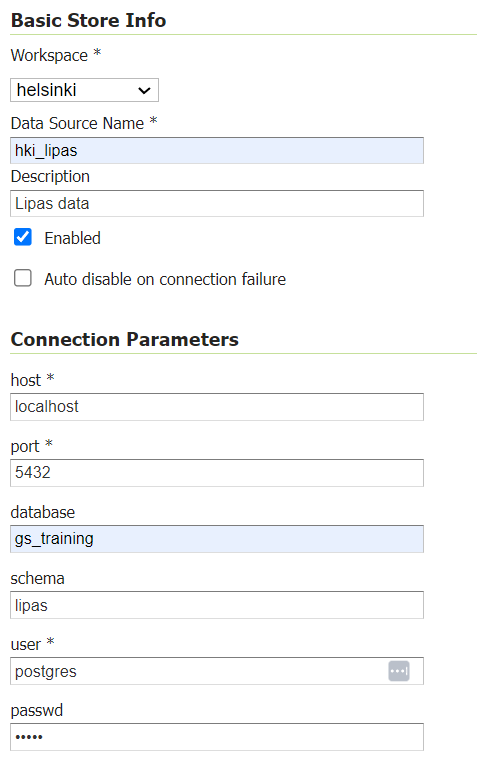 Basic Store Info
Workspace *
helsinki
Data Source Name *
hki_lipas
Description
Lipas data
Enabled
Auto disable on connection failure
Connection Parameters
host *
localhost
port *
5432
database
gs_training
schema
lipas
user *
postgres
passwd
•••••